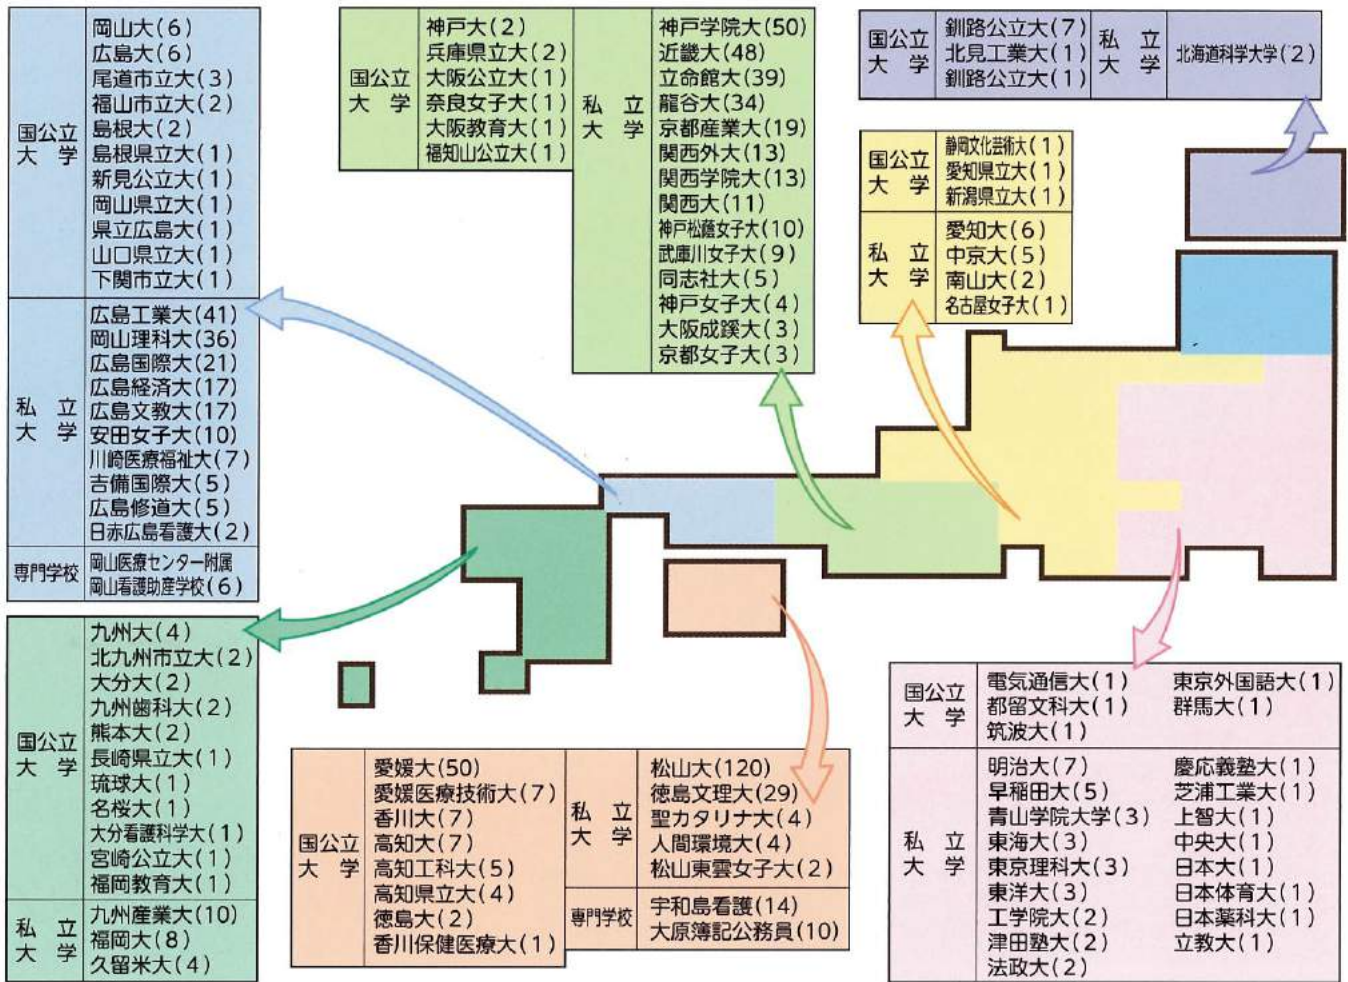 国公立大学
岡山大(6)
広島大(6)
尾道市立大(3)
福山市立大(2)
島根大(2)
島根県立大(1)
新見公立大(1)
岡山県立大(1)
県立広島大(1)
山口県立大(1)
下関市立大(1)
私立大学
広島工業大(41)
岡山理科大(36)
広島国際大(21)
広島経済大(17)
広島文教大(17)
安田女子大(10)
川崎医療福祉大(7)
吉備国際大(5)
広島修道大(5)
日赤広島看護大(2)
専門学校
岡山医療センター附属
岡山看護助産学校(6)
国公立大学
神戸大(2)
兵庫県立大(2)
大阪公立大(1)
奈良女子大(1)
大阪教育大(1)
福知山公立大(1)
私立大学
神戸学院大(50)
近畿大(48)
立命館大(39)
龍谷大(34)
京都産業大(19)
関西外大(13)
関西学院大(13)
関西大(11)
神戸松蔭女子大(10)
武庫川女子大(9)
同志社大(5)
神戸女子大(4)
大阪成蹊大(3)
京都女子大(3)
国公立大学
釧路公立大(7)
北見工業大(1)
釧路公立大(1)
私立大学
北海道科学大学(2)
国公立大学
静岡文化芸術大(1)
愛知県立大(1)
新潟県立大(1)
私立大学
愛知大(6)
中京大(5)
南山大(2)
名古屋女子大(1)
国公立大学
九州大(4)
北九州市立大(2)
大分大(2)
九州歯科大(2)
熊本大(2)
長崎県立大(1)
琉球大(1)
名桜大(1)
大分看護科学大(1)
宮崎公立大(1)
福岡教育大(1)
私立大学
九州産業大(10)
福岡大(8)
久留米大(4)
国公立大学
愛媛大(50)
愛媛医療技術大(7)
香川大(7)
高知大(7)
高知工科大(5)
高知県立大(4)
徳島大(2)
香川保健医療大(1)
私立大学
松山大(120)
徳島文理大(29)
聖カタリナ大(4)
人間環境大(4)
松山東雲女子大(2)
専門学校
宇和島看護(14)
大原簿記公務員(10)
国公立大学
電気通信大(1)
都留文科大(1)
筑波大(1)
東京外国語大(1)
群馬大(1)
私立大学
明治大(7)
早稲田大(5)
青山学院大学(3)
東海大(3)
東京理科大(3)
東洋大(3)
工学院大(2)
津田塾大(2)
法政大(2)
慶応義塾大(1)
芝浦工業大(1)
上智大(1)
中央大(1)
日本大(1)
日本体育大(1)
日本薬科大(1)
立教大(1)